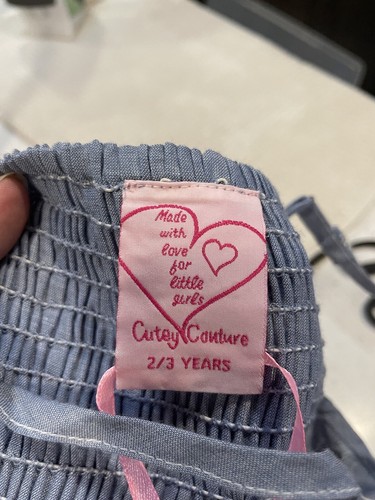 Made
with
love
for
little
girls
Cutey Couture
2/3 YEARS